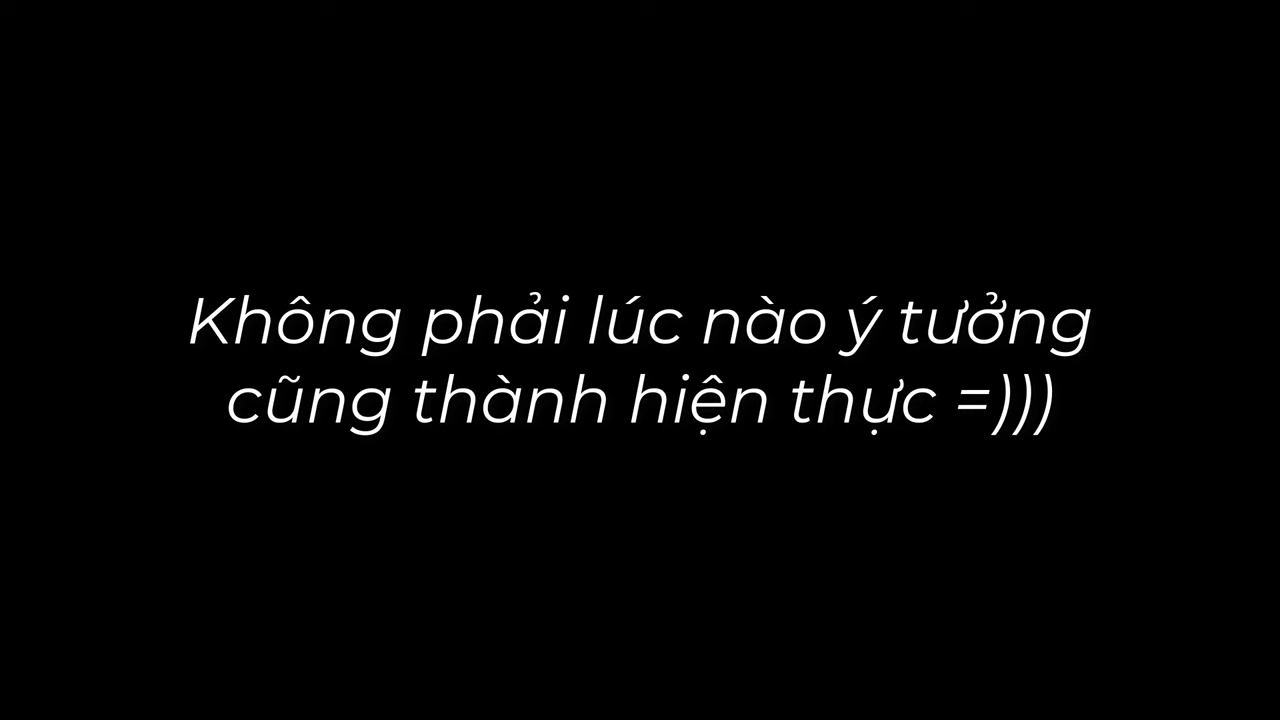 Không phải lúc nào ý tưởng
cũng thành hiện thực =)))